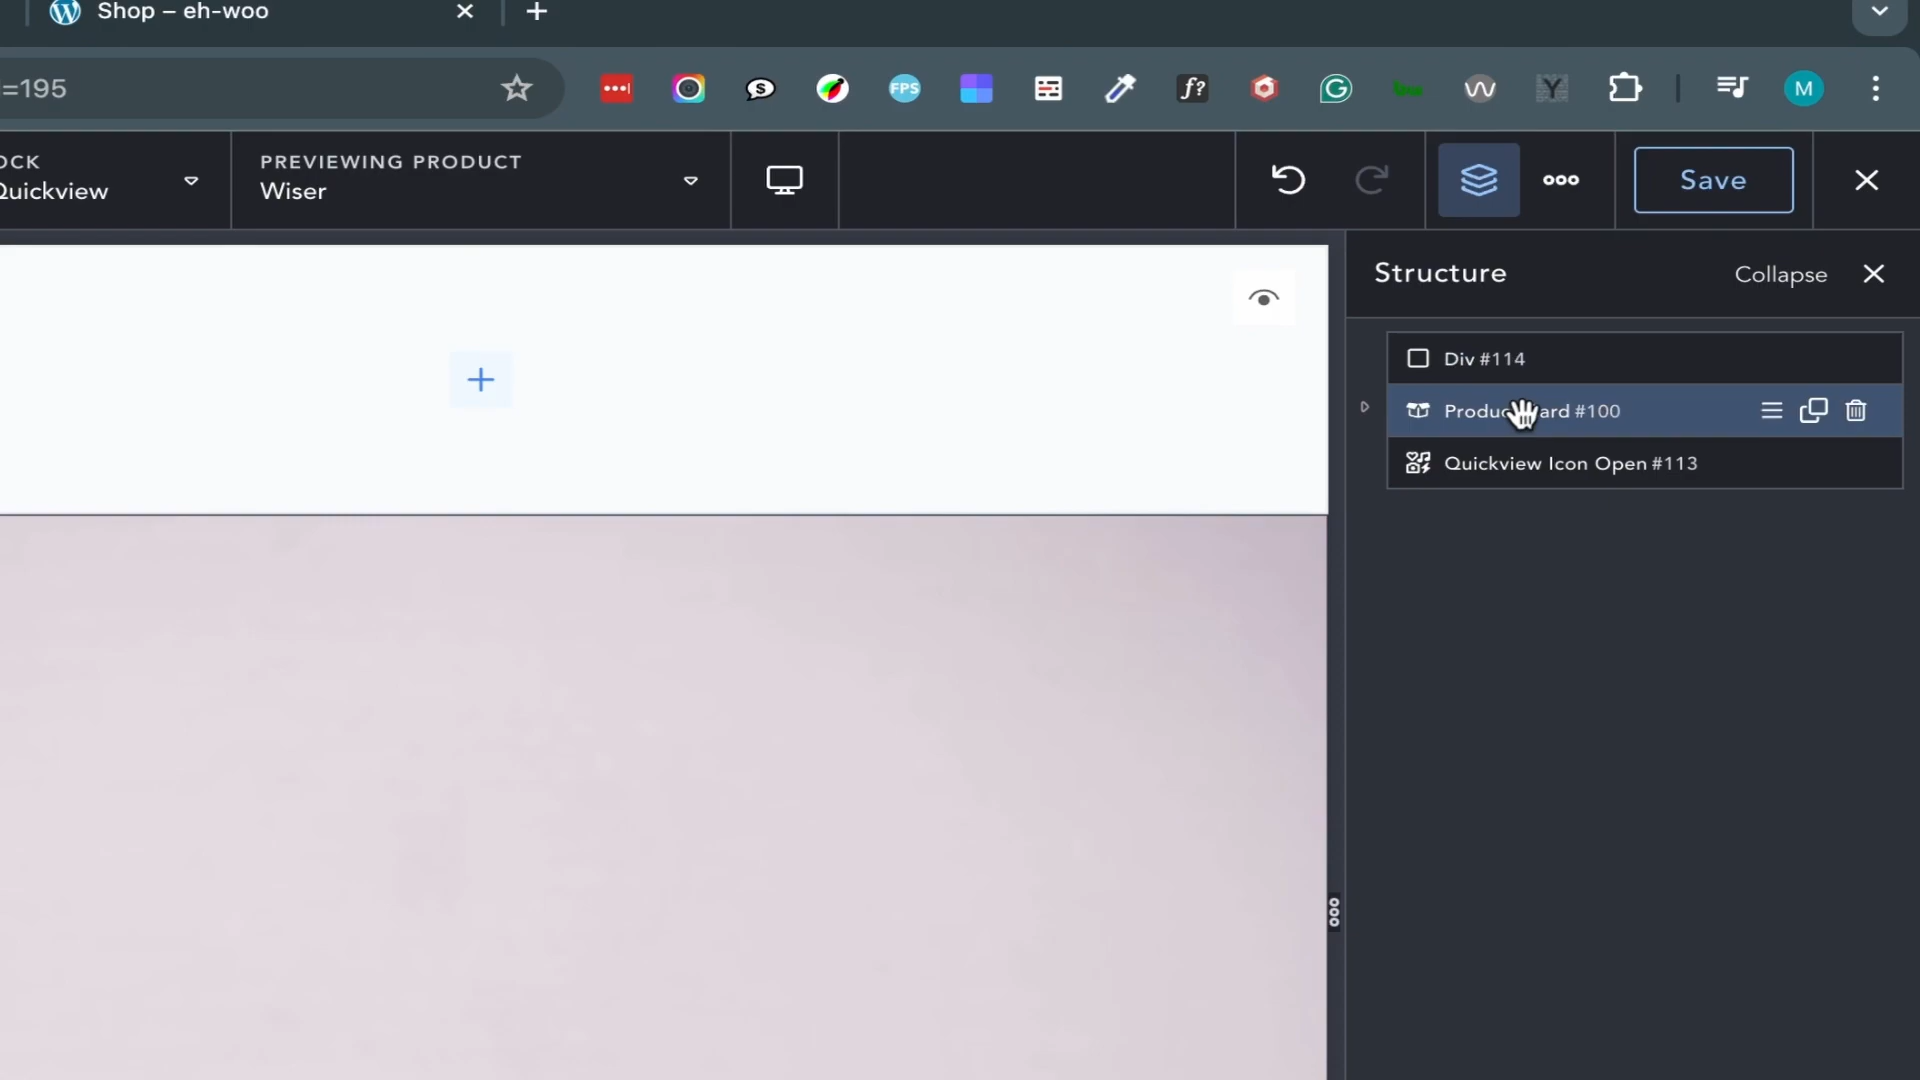 Shop – eh-woo
=195
FPS
f?
M
OCK
Quickview
PREVIEWING PRODUCT
Wiser
Save
Structure
Collapse
Div #114
#100
Quickview Icon Open #113